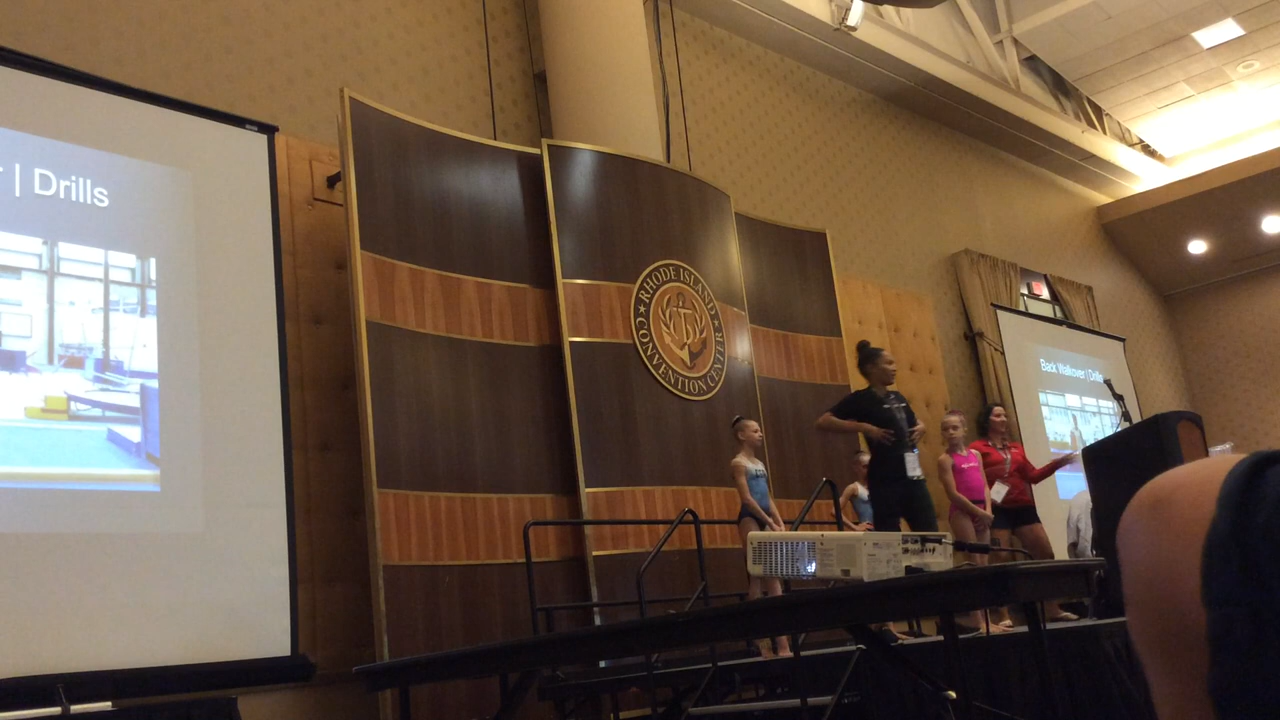 | Drills
RHODE ISLAND
CONVENTION CENTER
Back Walkover | Drills